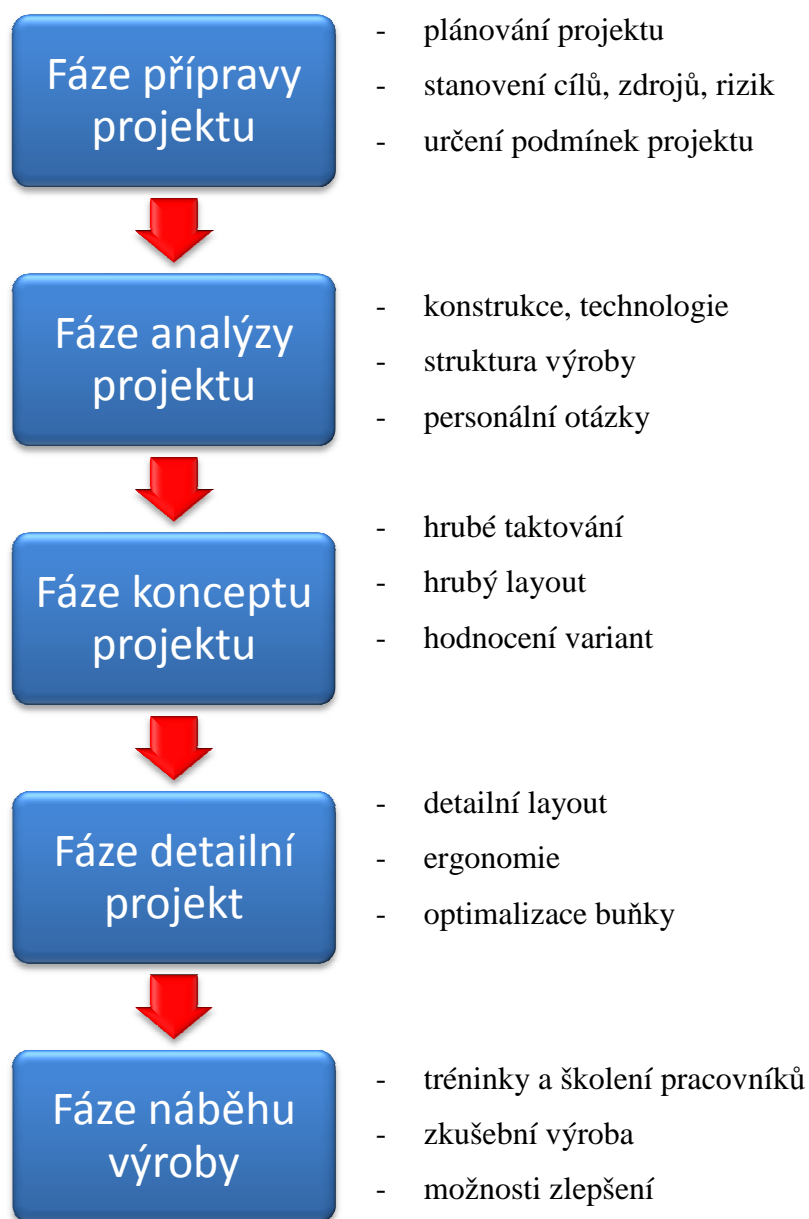 Fáze přípravy
projektu
- plánování projektu
- stanovení cílů, zdrojů, rizik
- určení podmínek projektu
Fáze analýzy
projektu
- konstrukce, technologie
- struktura výroby
- personální otázky
Fáze konceptu
projektu
- hrubé taktování
- hrubý layout
- hodnocení variant
Fáze detailní
projekt
- detailní layout
- ergonomie
- optimalizace buňky
Fáze náběhu
výroby
- tréninky a školení pracovníků
- zkušební výroba
- možnosti zlepšení